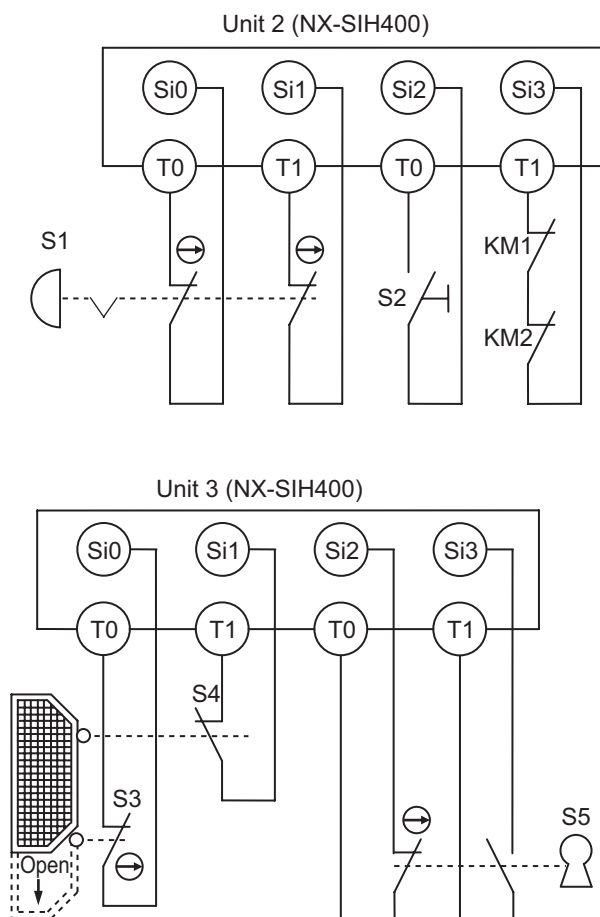 Unit 2 (NX-SIH400)
Si0 Si1 Si2 Si3
T0 T1 T0 T1
S1
KM1
S2
KM2
Unit 3 (NX-SIH400)
Si0 Si1 Si2 Si3
T0 T1 T0 T1
S4
S3
S5
Open